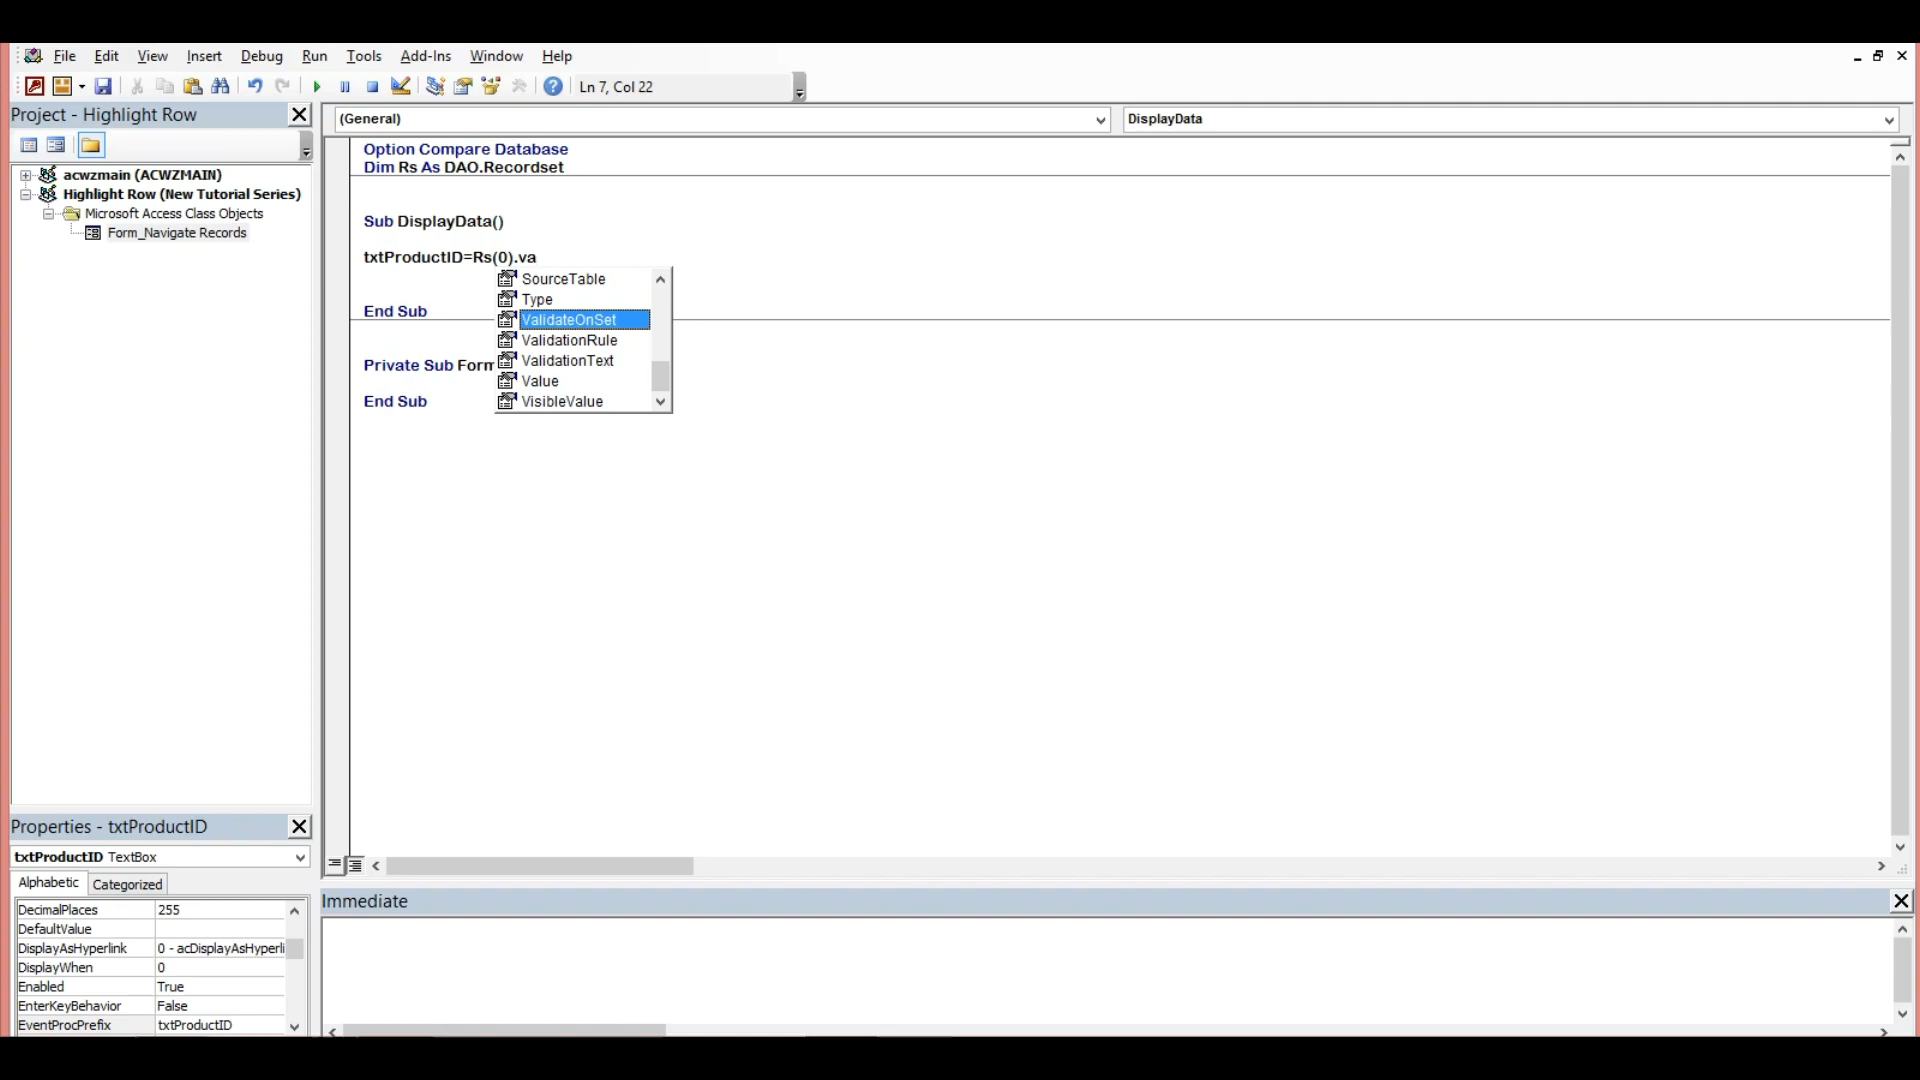 File Edit View Insert Debug Run Tools Add-Ins Window Help
Ln 7, Col 22
Project - Highlight Row
acwzmain (ACWZMAIN)
Highlight Row (New Tutorial Series)
Microsoft Access Class Objects
Form_Navigate Records
(General) DisplayData
Option Compare Database
Dim Rs As DAO.Recordset
Sub DisplayData()
txtProductID=Rs(0).va
SourceTable
Type
ValidateOnSet
ValidationRule
ValidationText
Value
VisibleValue
End Sub
Private Sub Form
End Sub
Properties - txtProductID
txtProductID TextBox
Alphabetic Categorized
DecimalPlaces 255
DefaultValue
DisplayAsHyperlink 0 - acDisplayAsHyperli
DisplayWhen 0
Enabled True
EnterKeyBehavior False
EventProcPrefix txtProductID
Immediate